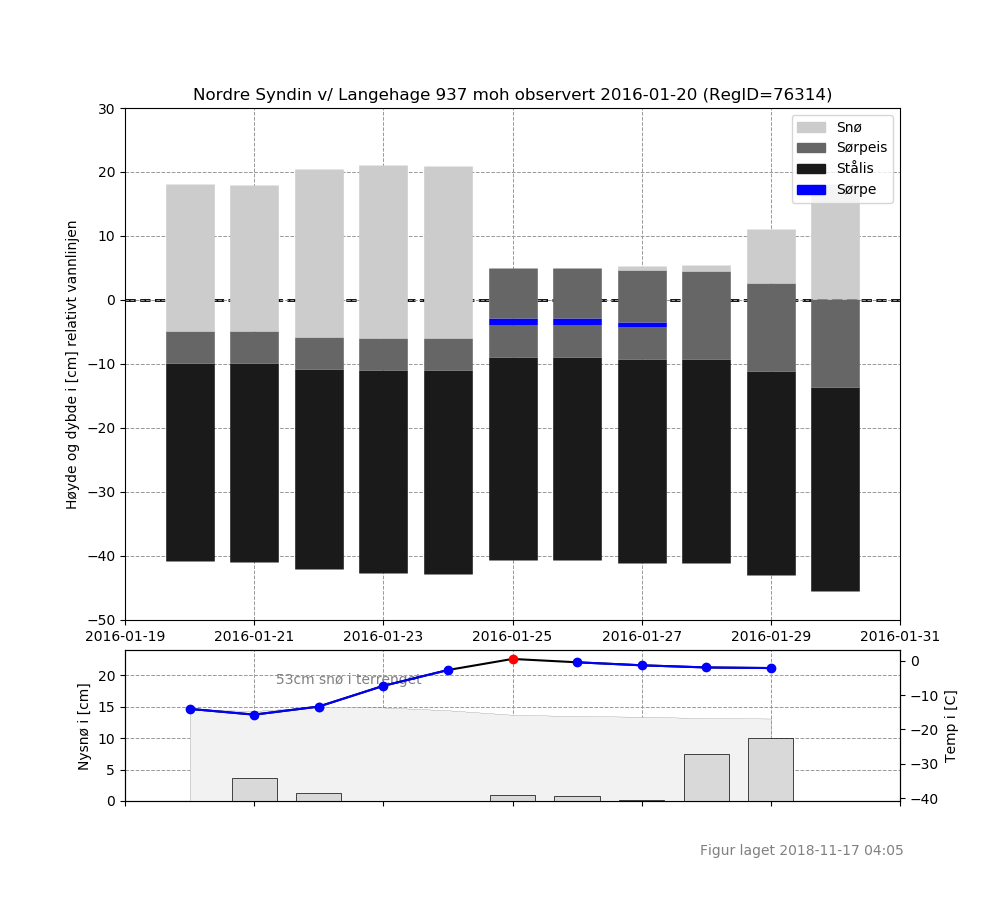 Nordre Syndin v/ Langehage 937 moh observert 2016-01-20 (RegID=76314)
30
20
10
0
−10
−20
−30
−40
−50
Høyde og dybde i [cm] relativt vannlinjen
Snø
Sørpeis
Stålis
Sørpe
2016-01-19 2016-01-21 2016-01-23 2016-01-25 2016-01-27 2016-01-29 2016-01-31
20
15
10
5
0
Nysnø i [cm]
53cm snø i terrenget
0
−10
−20
−30
−40
Temp i [C]
Figur laget 2018-11-17 04:05